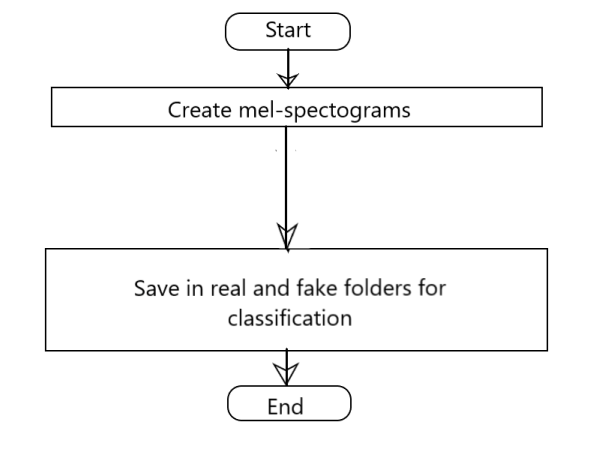 Start
Create mel-spectograms
Save in real and fake folders for
classification
End